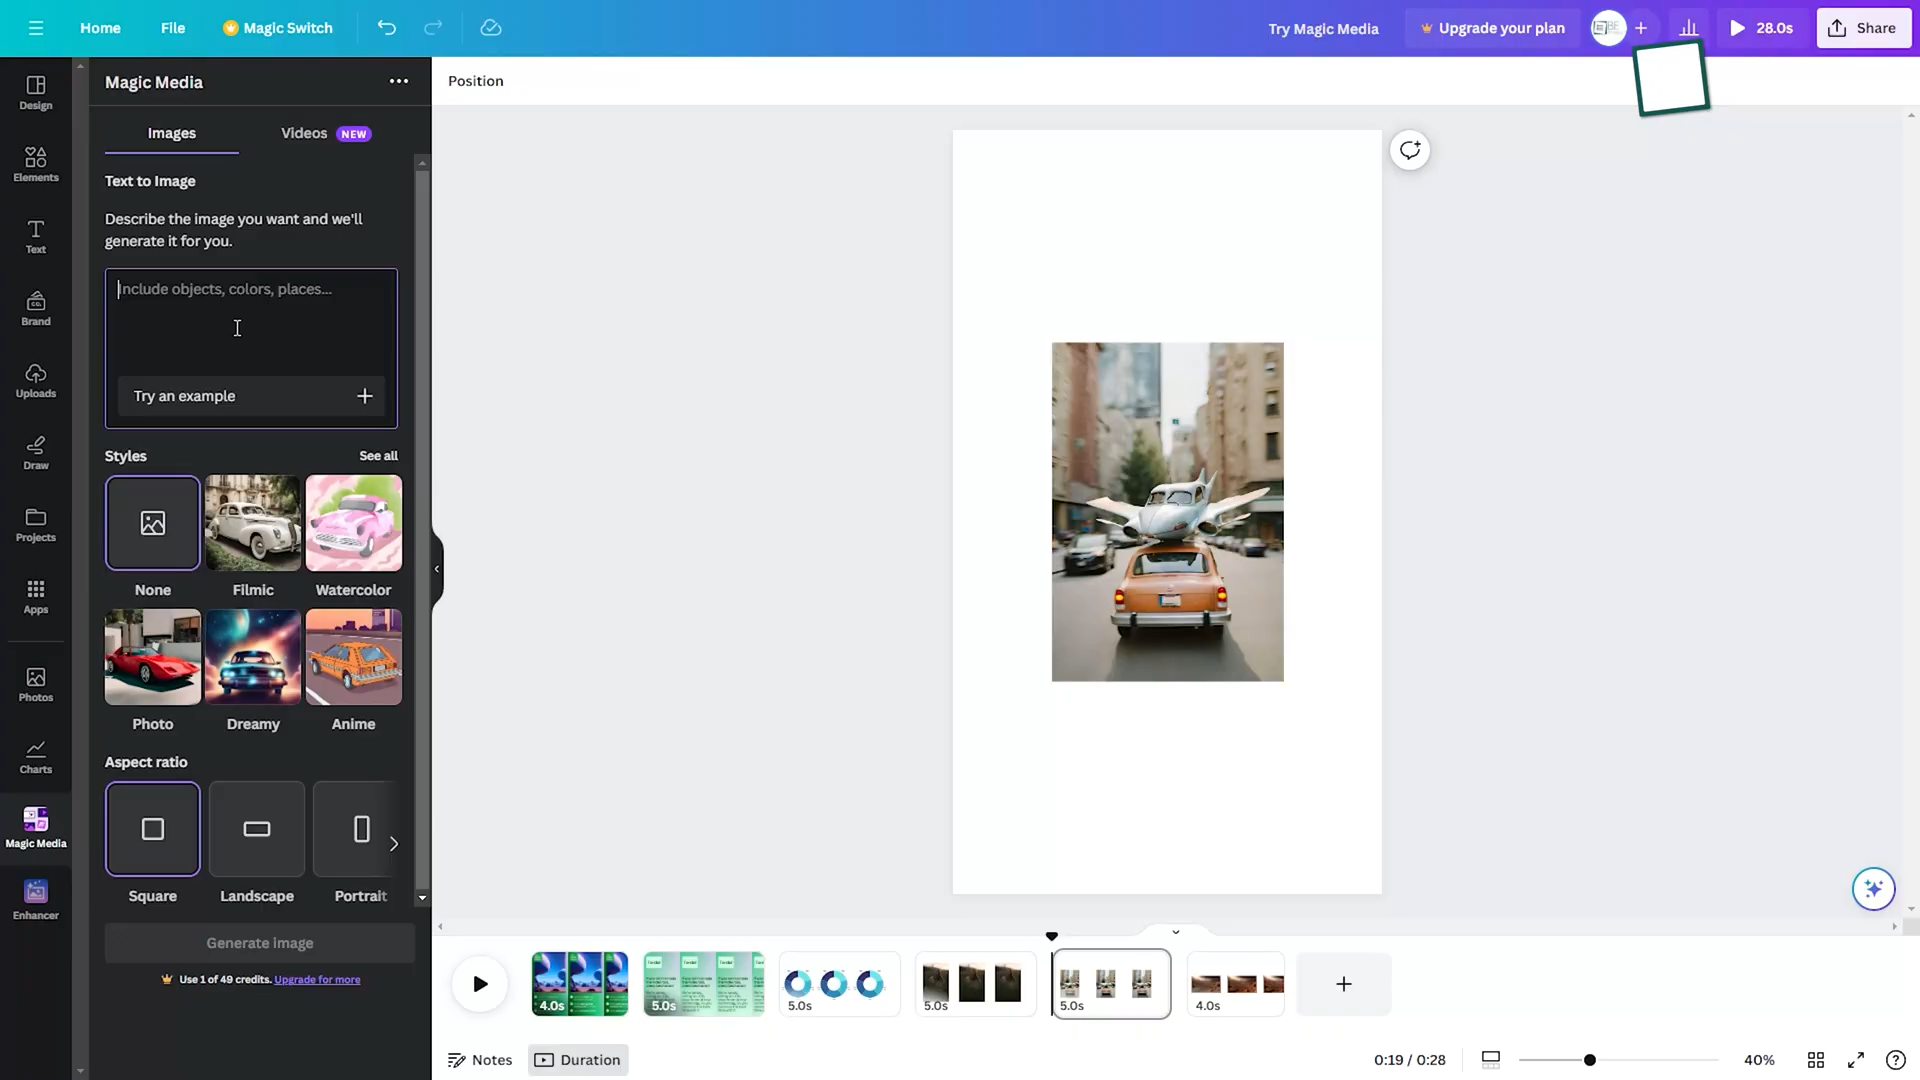 Home
File
Magic Switch
Try Magic Media
Upgrade your plan
28.0s
Share
Design
Elements
Text
Brand
Uploads
Draw
Projects
Apps
Photos
Charts
Magic Media
Enhancer
Magic Media
Images
Videos NEW
Text to Image
Describe the image you want and we'll
generate it for you.
Include objects, colors, places...
Try an example
Styles
See all
None
Filmic
Watercolor
Photo
Dreamy
Anime
Aspect ratio
Square
Landscape
Portrait
Generate image
Use 1 of 49 credits. Upgrade for more
Position
4.0s
5.0s
5.0s
5.0s
5.0s
4.0s
Notes
Duration
0:19 / 0:28
40%